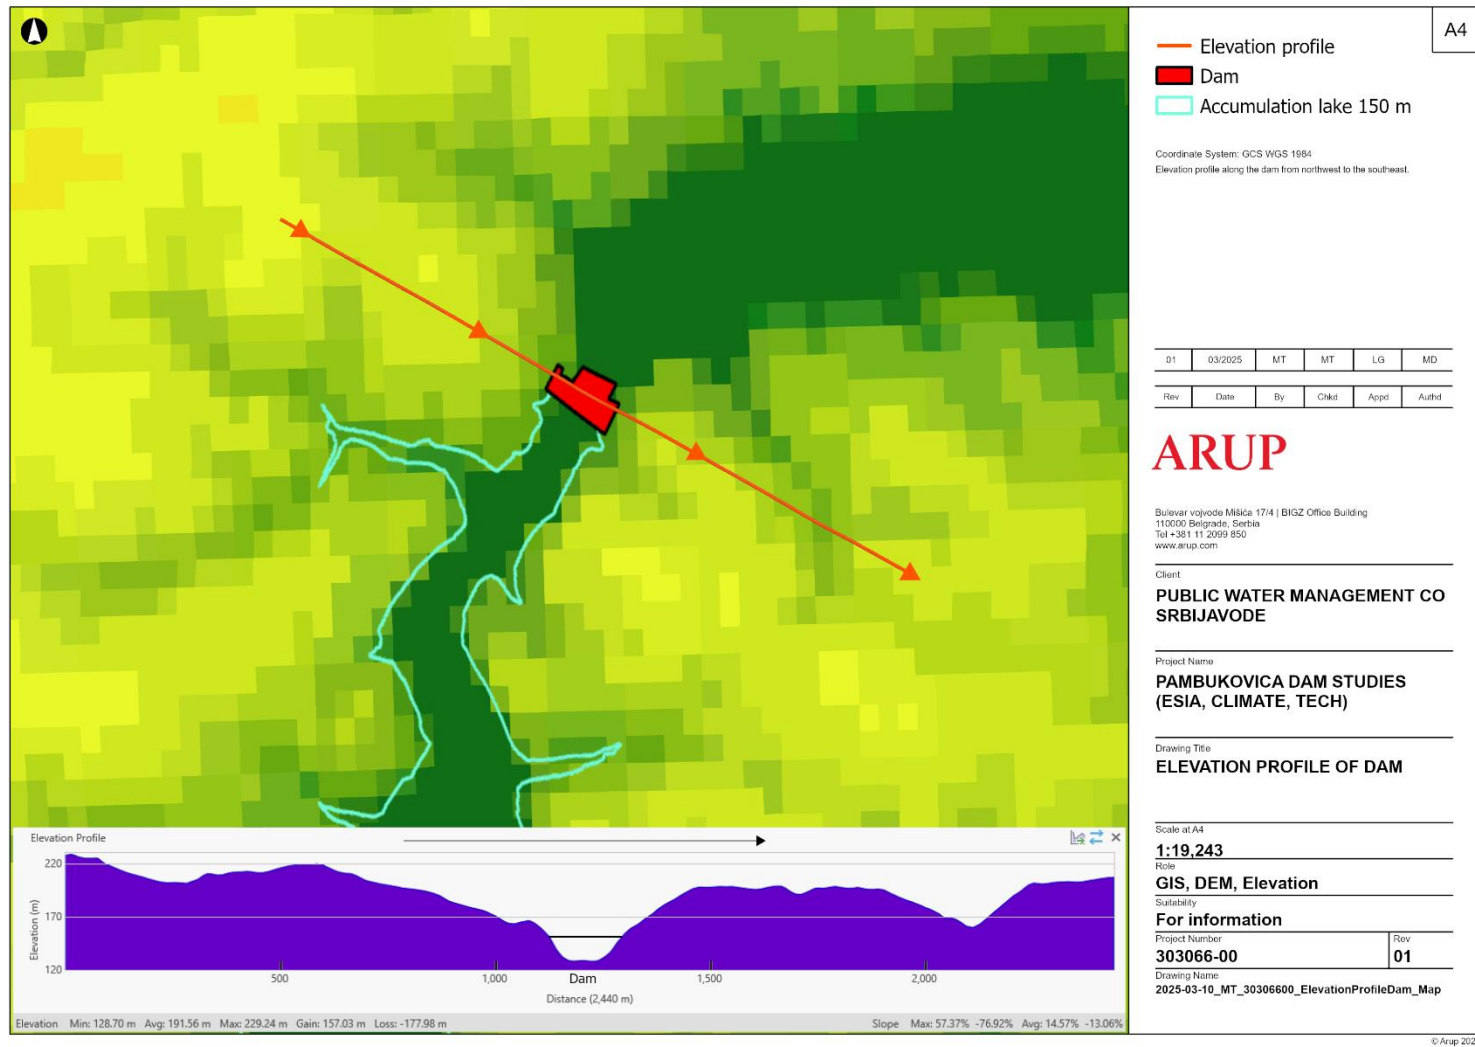 A4
Elevation profile
Dam
Accumulation lake 150 m
Coordinate System: GCS WGS 1984
Elevation profile along the dam from northwest to the southeast.
01 03/2025 MT MT LG MD
Rev Date By Chkd Appd Authd
ARUP
Bulevar vojvode Mišića 17/4 | BIGZ Office Building
110000 Belgrade, Serbia
Tel +381 11 2099 850
www.arup.com
Client
PUBLIC WATER MANAGEMENT CO
SRBIJAVODE
Project Name
PAMBUKOVICA DAM STUDIES
(ESIA, CLIMATE, TECH)
Drawing Title
ELEVATION PROFILE OF DAM
Scale at A4
1:19,243
Role
GIS, DEM, Elevation
Suitability
For information
Project Number Rev
303066-00 01
Drawing Name
2025-03-10_MT_30306600_ElevationProfileDam_Map
Elevation Profile
220
170
120
Elevation (m)
500 1,000 Dam 1,500 2,000
Distance (2,440 m)
Elevation Min: 128.70 m Avg: 191.56 m Max: 229.24 m Gain: 157.03 m Loss: -177.98 m
Slope Max: 57.37% -76.92% Avg: 14.57% -13.06%
© Arup 202